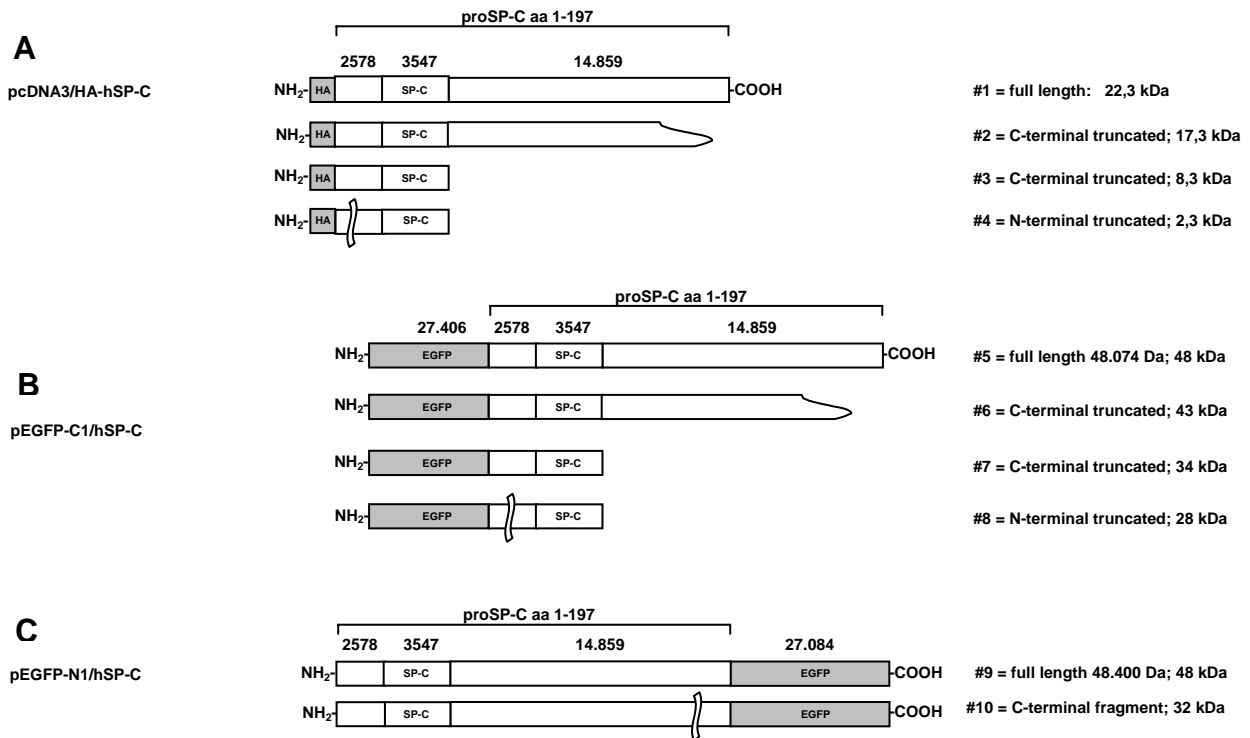 proSP-C aa 1-197
A
2578 3547 14.859
pcDNA3/HA-hSP-C
NH2- HA SP-C -COOH #1 = full length: 22,3 kDa
NH2- HA SP-C #2 = C-terminal truncated; 17,3 kDa
NH2- HA SP-C #3 = C-terminal truncated; 8,3 kDa
NH2- HA SP-C #4 = N-terminal truncated; 2,3 kDa
proSP-C aa 1-197
27.406 2578 3547 14.859
NH2- EGFP SP-C -COOH #5 = full length 48.074 Da; 48 kDa
B
NH2- EGFP SP-C #6 = C-terminal truncated; 43 kDa
pEGFP-C1/hSP-C
NH2- EGFP SP-C #7 = C-terminal truncated; 34 kDa
NH2- EGFP SP-C #8 = N-terminal truncated; 28 kDa
proSP-C aa 1-197
C
2578 3547 14.859 27.084
pEGFP-N1/hSP-C
NH2- SP-C EGFP -COOH #9 = full length 48.400 Da; 48 kDa
NH2- SP-C EGFP -COOH #10 = C-terminal fragment; 32 kDa